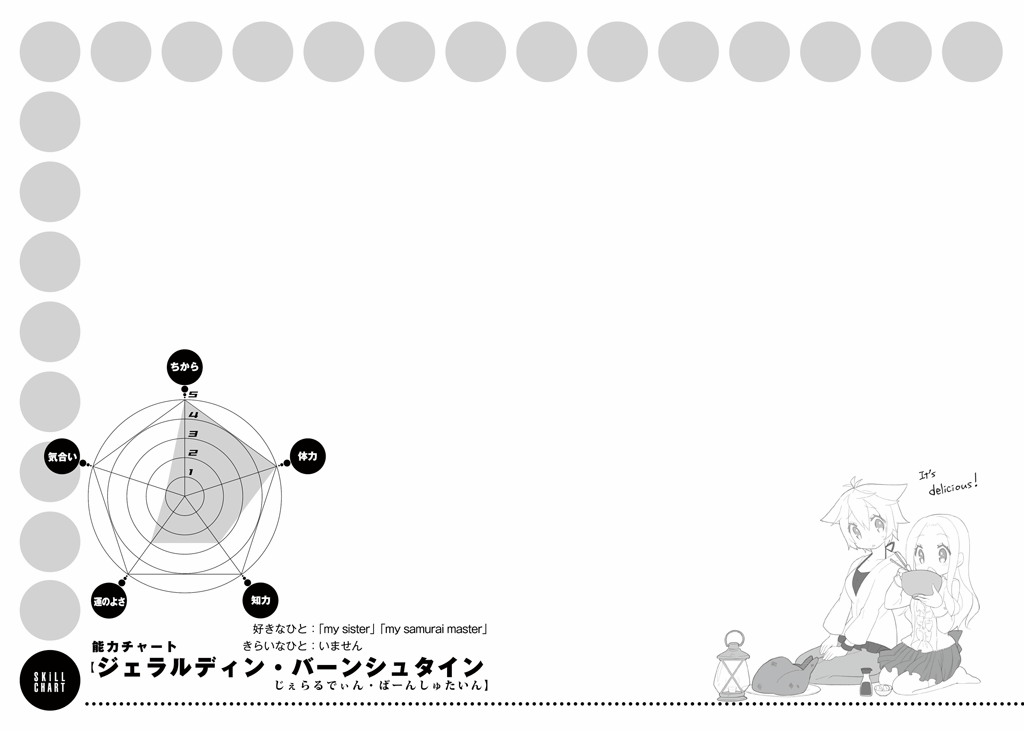 It's
delicious!
ちから
5
4
3
2
1
気合い
体力
運のよさ
知力
好きなひと：「my sister」「my samurai master」
きらいなひと：いません
能力チャート
【ジェラルディン・バーンシュタイン
じぇらるでぃん・ばーんしゅたいん】
SKiLL
CHART